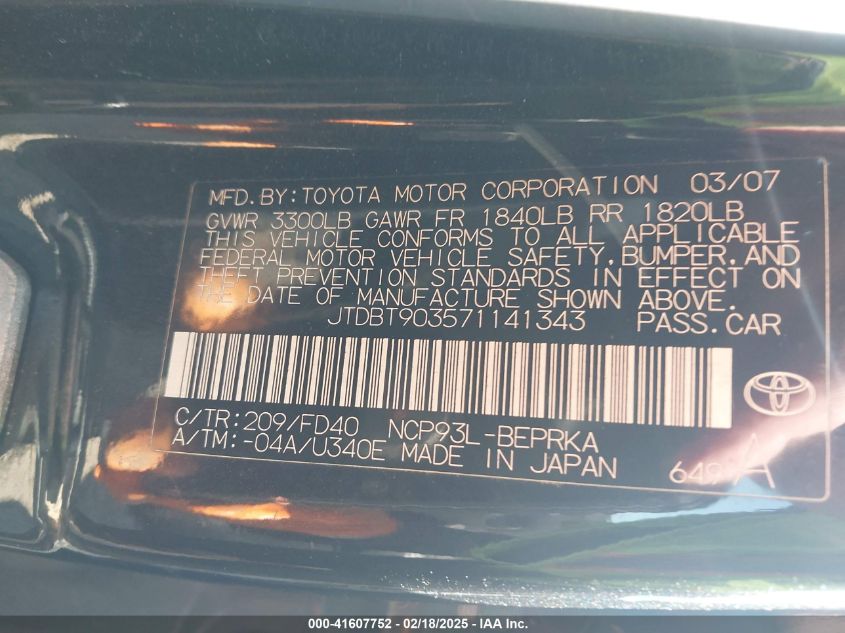 MFD. BY: TOYOTA MOTOR CORPORATION 03/07
GVWR 3300LB GAWR FR 1840LB RR 1820LB
THIS VEHICLE CONFORMS TO ALL APPLICABLE
FEDERAL MOTOR VEHICLE SAFETY, BUMPER, AND
THEFT PREVENTION STANDARDS IN EFFECT ON
THE DATE OF MANUFACTURE SHOWN ABOVE.
JTDBT903571141343 PASS. CAR
C/TR: 209/FD40 NCP93L-BEPRKA
A/TM: -04A/U340E MADE IN JAPAN
649 A
000-41607752 - 02/18/2025 - IAA Inc.